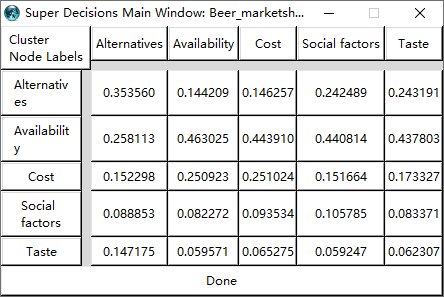 Super Decisions Main Window: Beer_marketsh...
Cluster Node Labels Alternatives Availability Cost Social factors Taste
Alternatives 0.353560 0.144209 0.146257 0.242489 0.243191
Availability 0.258113 0.463025 0.443910 0.440814 0.437803
Cost 0.152298 0.250923 0.251024 0.151664 0.173327
Social factors 0.088853 0.082272 0.093534 0.105785 0.083371
Taste 0.147175 0.059571 0.065275 0.059247 0.062307
Done